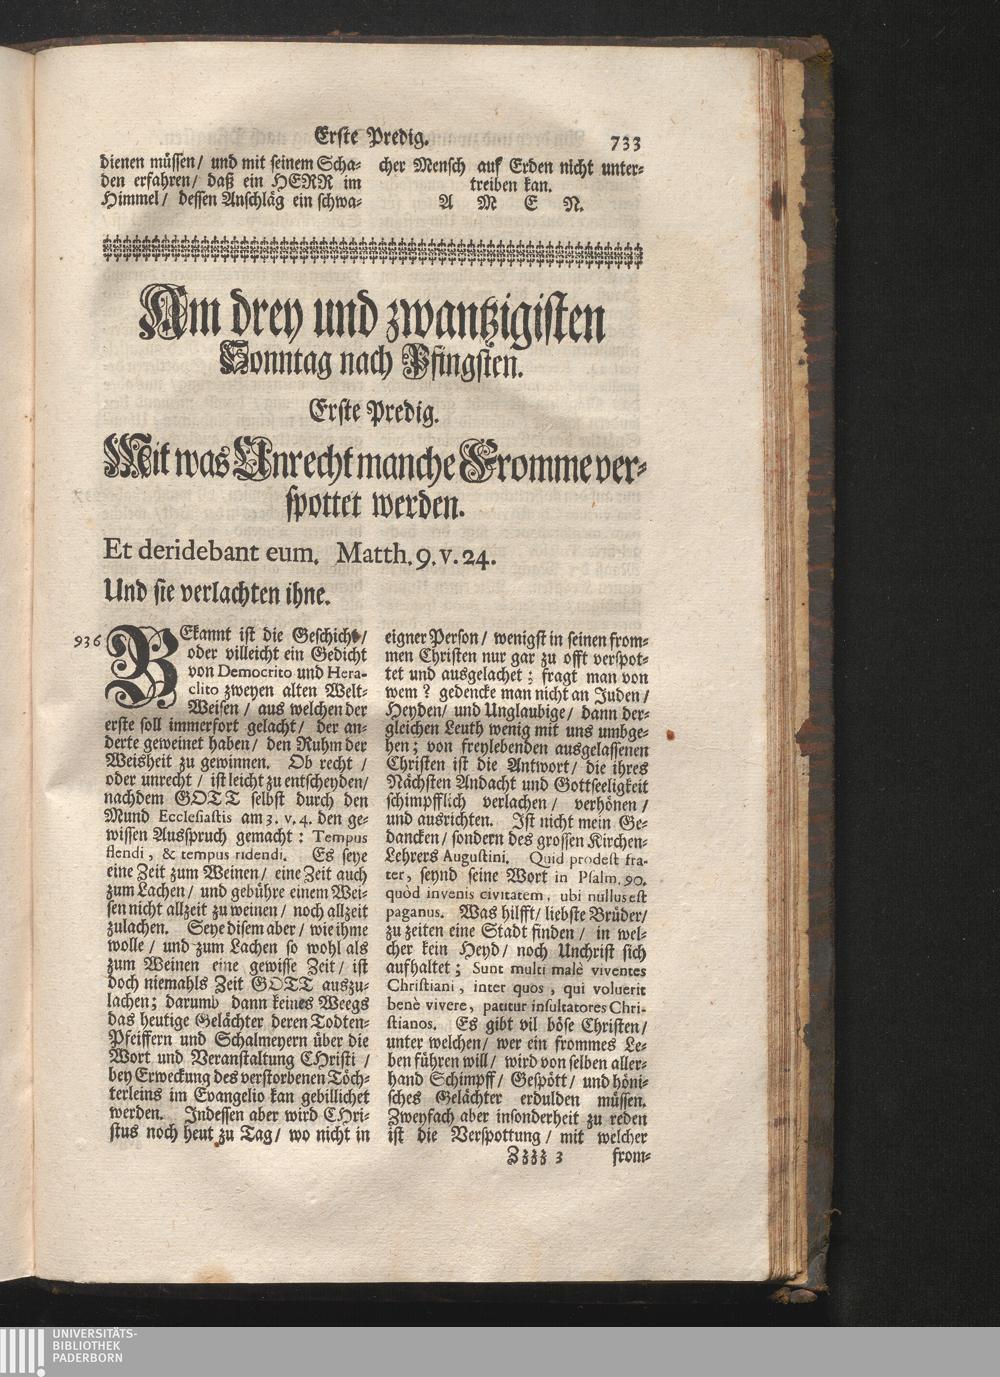 Erste Predig. 733
dienen müssen/ und mit seinem Scha-
den erfahren/ daß ein HERR im
Himmel/ dessen Anschläg ein schwa-
cher Mensch auf Erden nicht unter-
treiben kan.
A M E N.
Am drey und zwantzigisten
Sonntag nach Pfingsten.
Erste Predig.
Mit was Unrecht manche Fromme ver-
spottet werden.
Et deridebant eum. Matth. 9. v. 24.
Und sie verlachten ihne.
936
BEkannt ist die Geschicht/
oder villeicht ein Gedicht
von Democrito und Hera-
clito zweyen alten Welt-
Weisen/ aus welchen der
erste soll immerfort gelacht/ der an-
derte geweinet haben/ den Ruhm der
Weisheit zu gewinnen. Ob recht/
oder unrecht/ ist leicht zu entscheyden/
nachdem GOTT selbst durch den
Mund Ecclesiastis am 3. v. 4. den ge-
wissen Ausspruch gemacht: Tempus
flendi, & tempus ridendi. Es seye
eine Zeit zum Weinen/ eine Zeit auch
zum Lachen/ und gebühre einem Wei-
sen nicht allzeit zu weinen/ noch allzeit
zulachen. Seye disem aber/ wie ihme
wolle/ und zum Lachen so wohl als
zum Weinen eine gewisse Zeit/ ist
doch niemahls Zeit GOTT auszu-
lachen; darumb dann keines Weegs
das heutige Gelächter deren Todten-
Pfeiffern und Schalmeyern über die
Wort und Veranstaltung CHristi/
bey Erweckung des verstorbenen Töch-
terleins im Evangelio kan gebillichet
werden. Indessen aber wird CHri-
stus noch heut zu Tag/ wo nicht in
eigner Person/ wenigst in seinen from-
men Christen nur gar zu offt verspot-
tet und ausgelachet; fragt man von
wem? gedencke man nicht an Juden/
Heyden/ und Unglaubige/ dann der-
gleichen Leuth wenig mit uns umbge-
hen; von freylebenden ausgelassenen
Christen ist die Antwort/ die ihres
Nächsten Andacht und Gottseeligkeit
schimpfflich verlachen/ verhönen/
und ausrichten. Ist nicht mein Ge-
dancken/ sondern des grossen Kirchen-
Lehrers Augustini. Quid prodest fra-
ter, seynd seine Wort in Psalm. 90.
quòd invenis civitatem, ubi nullus est
paganus. Was hilfft/ liebste Brüder/
zu zeiten eine Stadt finden/ in wel-
cher kein Heyd/ noch Unchrist sich
aufhaltet; Sunt multi malè viventes
Christiani, inter quos, qui voluerit
benè vivere, patitur insultatores Chri-
stianos. Es gibt vil böse Christen/
unter welchen/ wer ein frommes Le-
ben führen will/ wird von selben aller-
hand Schimpff/ Gespött/ und höni-
sches Gelächter erdulden müssen.
Zweyfach aber insonderheit zu reden
ist die Verspottung/ mit welcher
Zzzz 3 from-
UNIVERSITÄTS-
BIBLIOTHEK
PADERBORN